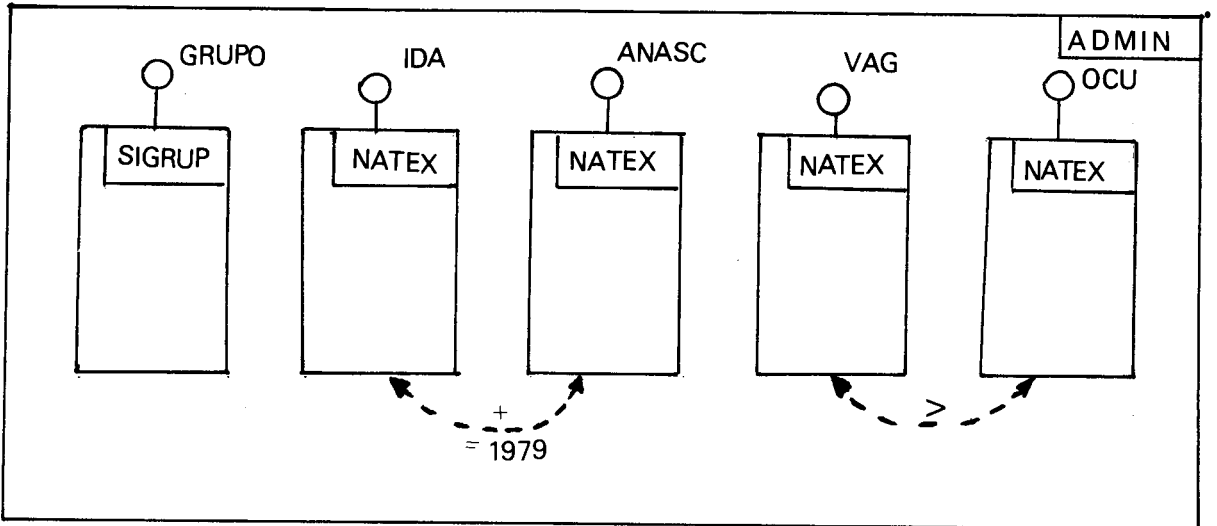 ADMIN
GRUPO IDA ANASC VAG OCU
SIGRUP NATEX NATEX NATEX NATEX
+ >
= 1979